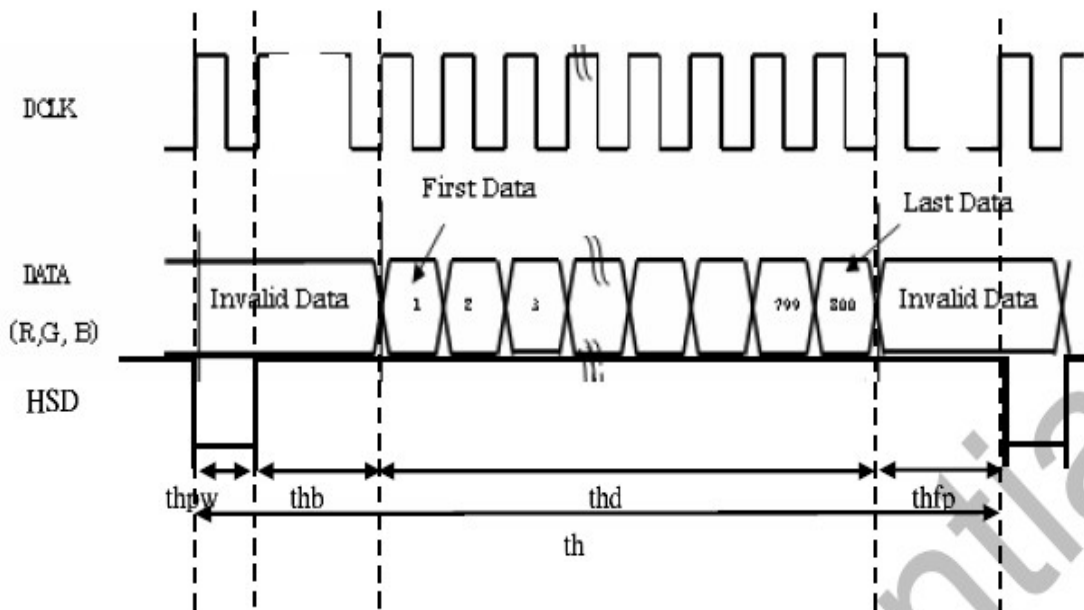 DCLK
First Data
Last Data
DATA
(R,G, B)
Invalid Data
1
2
3
799
800
Invalid Data
HSD
thpw
thb
thd
thfp
th